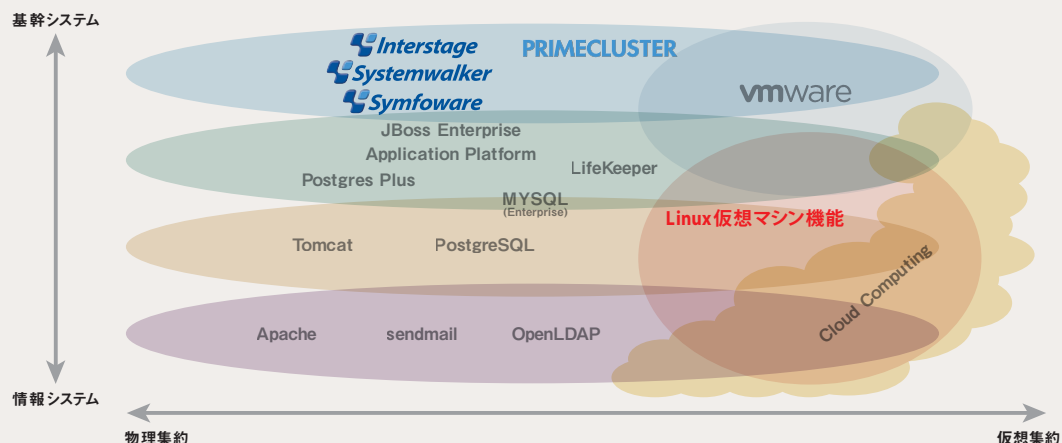 基幹システム
Interstage
PRIMECLUSTER
Systemwalker
Symfoware
vmware
JBoss Enterprise
Application Platform
LifeKeeper
Postgres Plus
MYSQL
(Enterprise)
Linux仮想マシン機能
Tomcat
PostgreSQL
Cloud Computing
Apache
sendmail
OpenLDAP
情報システム
物理集約
仮想集約